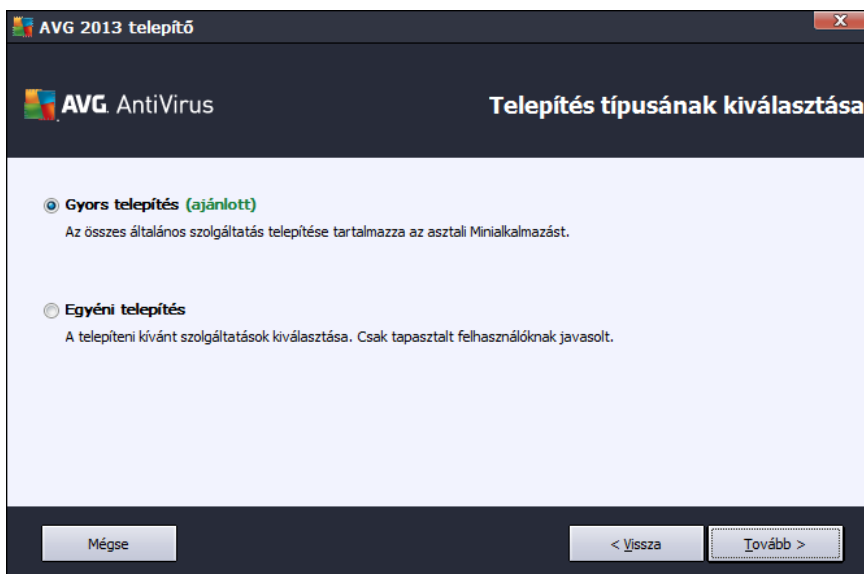 AVG 2013 telepítő
X
AVG. AntiVirus
Telepítés típusának kiválasztása
Gyors telepítés (ajánlott)
Az összes általános szolgáltatás telepítése tartalmazza az asztali Minialkalmazást.
Egyéni telepítés
A telepíteni kívánt szolgáltatások kiválasztása. Csak tapasztalt felhasználóknak javasolt.
Mégse
< Vissza
Tovább >